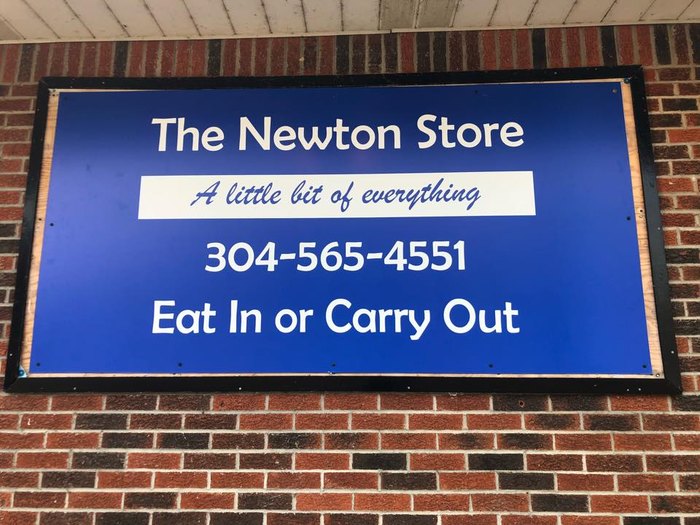 The Newton Store
A little bit of everything
304-565-4551
Eat In or Carry Out